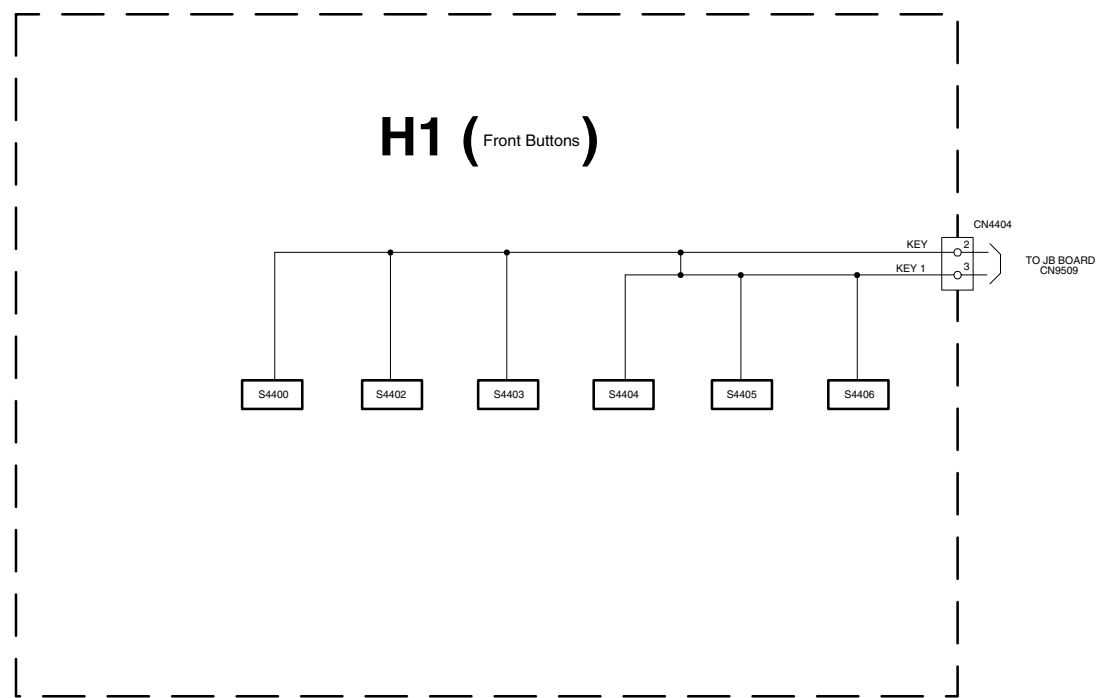 H1 (Front Buttons)
CN4404
KEY 2
KEY 1 3
TO JB BOARD
CN9509
S4400 S4402 S4403 S4404 S4405 S4406